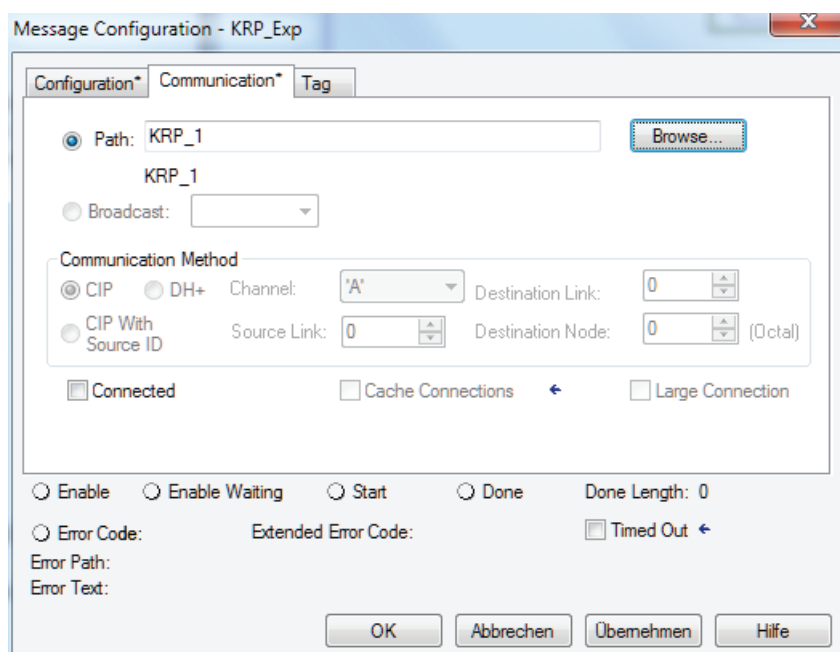 Message Configuration - KRP_Exp
x
Configuration* Communication* Tag
Path: KRP_1 Browse...
KRP_1
Broadcast:
Communication Method
CIP DH+ Channel: 'A' Destination Link: 0
CIP With Source ID Source Link: 0 Destination Node: 0 (Octal)
Connected Cache Connections ← Large Connection
Enable Enable Waiting Start Done Done Length: 0
Error Code: Extended Error Code: Timed Out ←
Error Path:
Error Text:
OK Abbrechen Übernehmen Hilfe